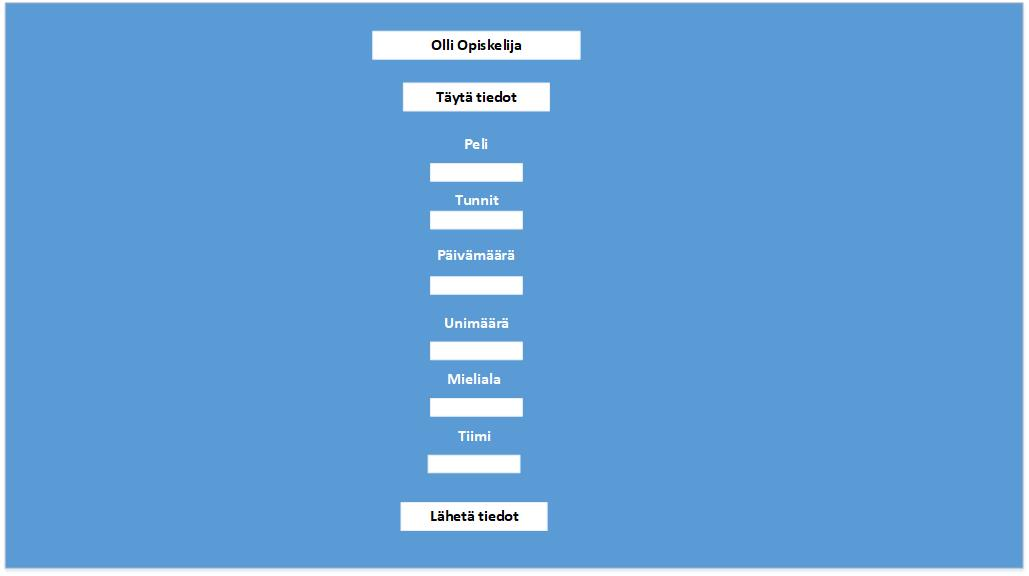 Olli Opiskelija
Täytä tiedot
Peli
Tunnit
Päivämäärä
Unimäärä
Mieliala
Tiimi
Lähetä tiedot